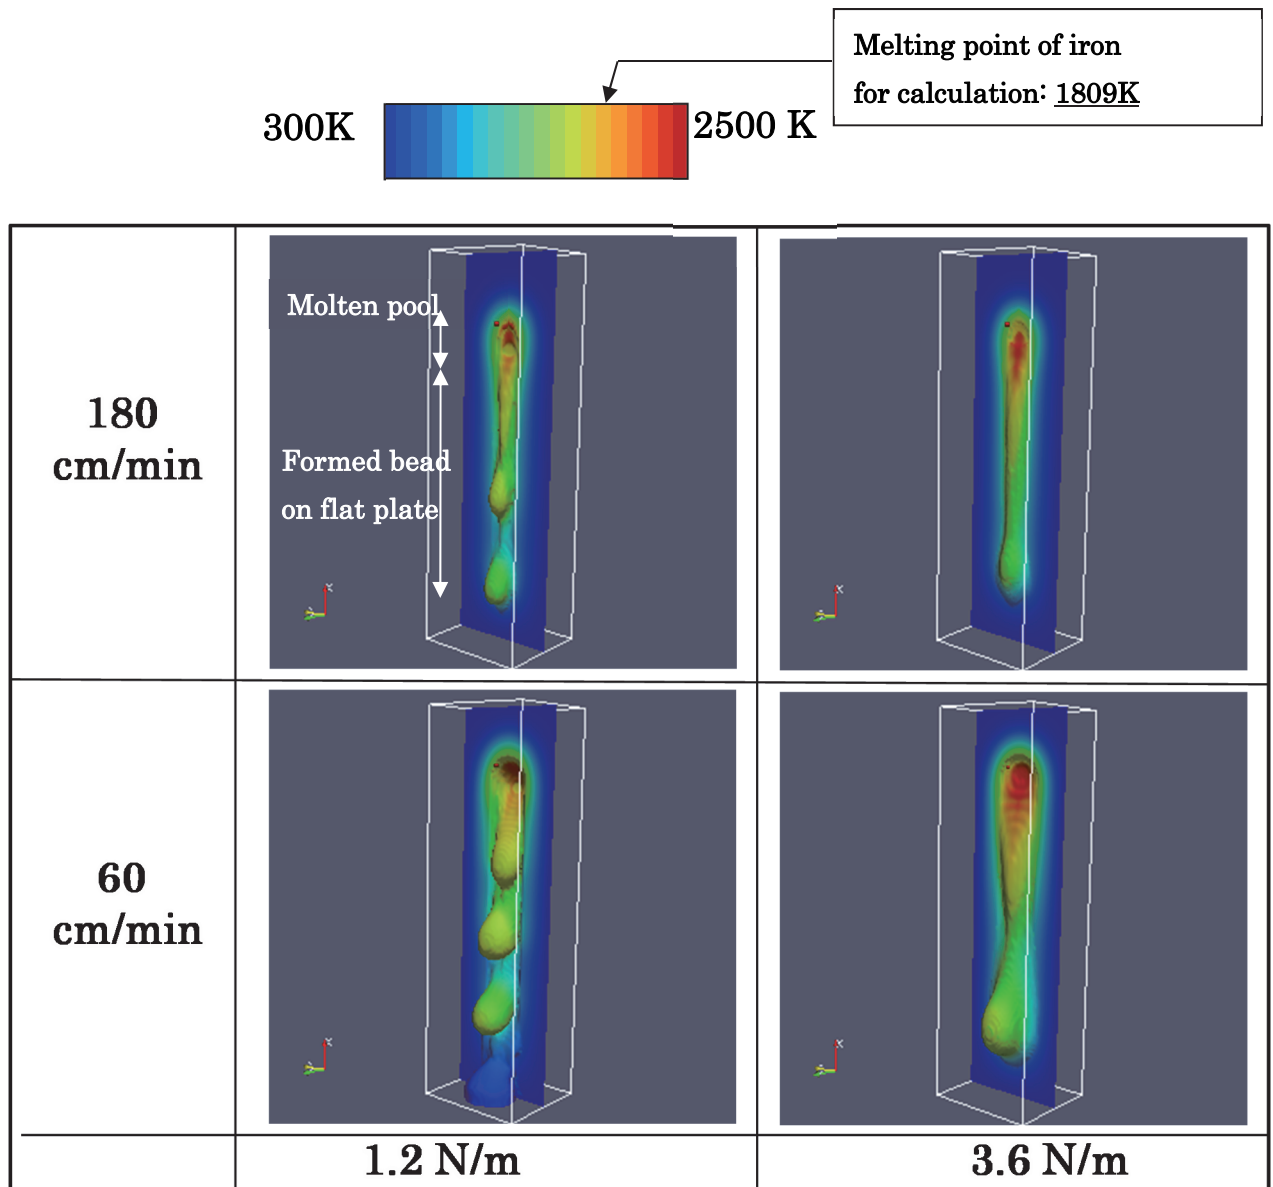 Melting point of iron
for calculation: 1809K
300K
2500 K
180
cm/min
Molten pool
Formed bead
on flat plate
60
cm/min
1.2 N/m
3.6 N/m